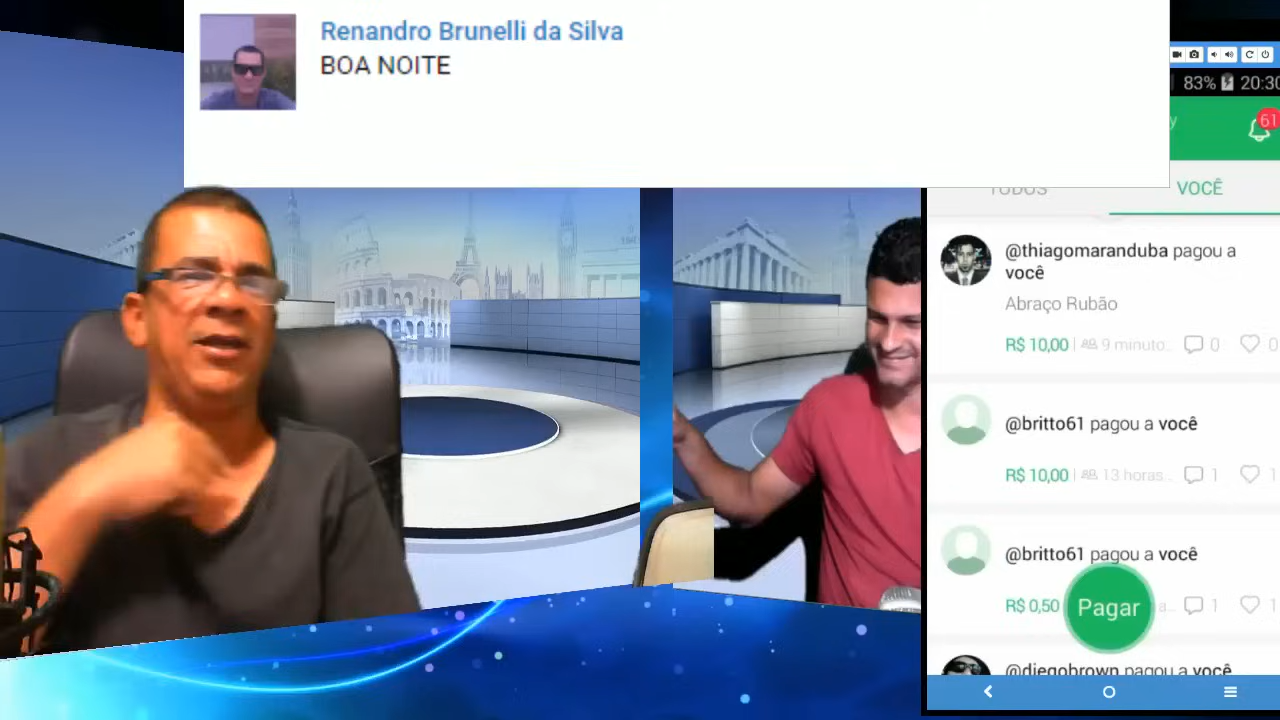 Renandro Brunelli da Silva
BOA NOITE
83% 20:30
y
61
TODOS VOCÊ
@thiagomaranduba pagou a
você
Abraço Rubão
R$ 10,00 9 minuto... 0 0
@britto61 pagou a você
R$ 10,00 13 horas... 1 1
@britto61 pagou a você
R$ 0,50 a... 1 1
Pagar
@diegobrown pagou a você